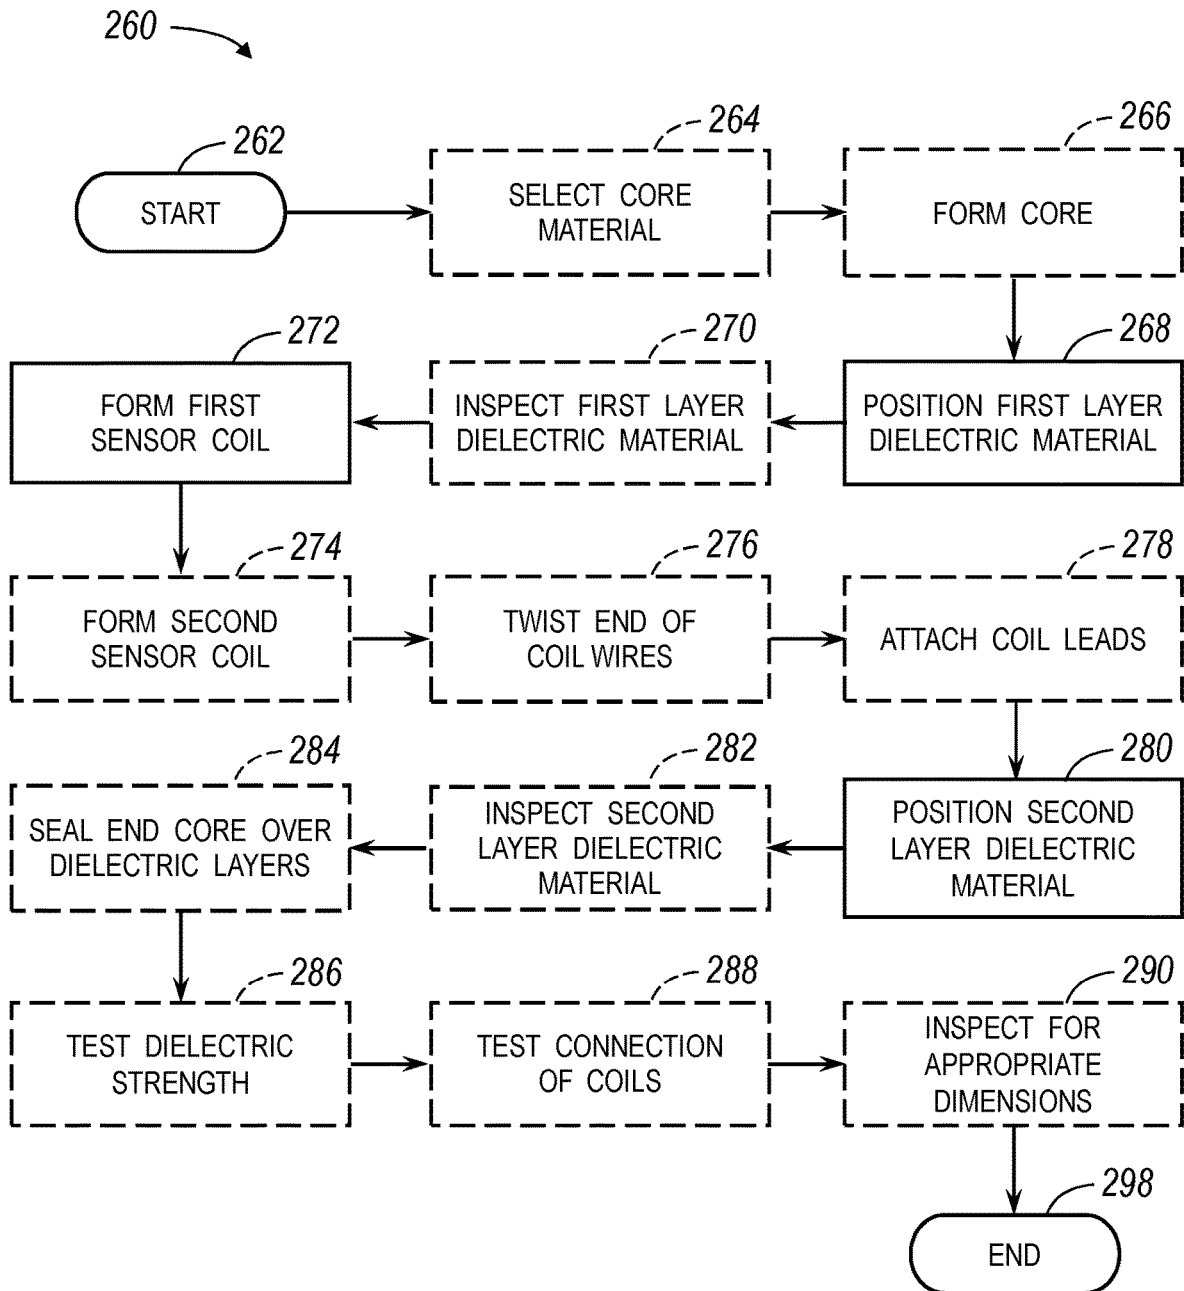 260
262
START
264
SELECT CORE
MATERIAL
266
FORM CORE
268
POSITION FIRST LAYER
DIELECTRIC MATERIAL
270
INSPECT FIRST LAYER
DIELECTRIC MATERIAL
272
FORM FIRST
SENSOR COIL
274
FORM SECOND
SENSOR COIL
276
TWIST END OF
COIL WIRES
278
ATTACH COIL LEADS
280
POSITION SECOND
LAYER DIELECTRIC
MATERIAL
282
INSPECT SECOND
LAYER DIELECTRIC
MATERIAL
284
SEAL END CORE OVER
DIELECTRIC LAYERS
286
TEST DIELECTRIC
STRENGTH
288
TEST CONNECTION
OF COILS
290
INSPECT FOR
APPROPRIATE
DIMENSIONS
298
END